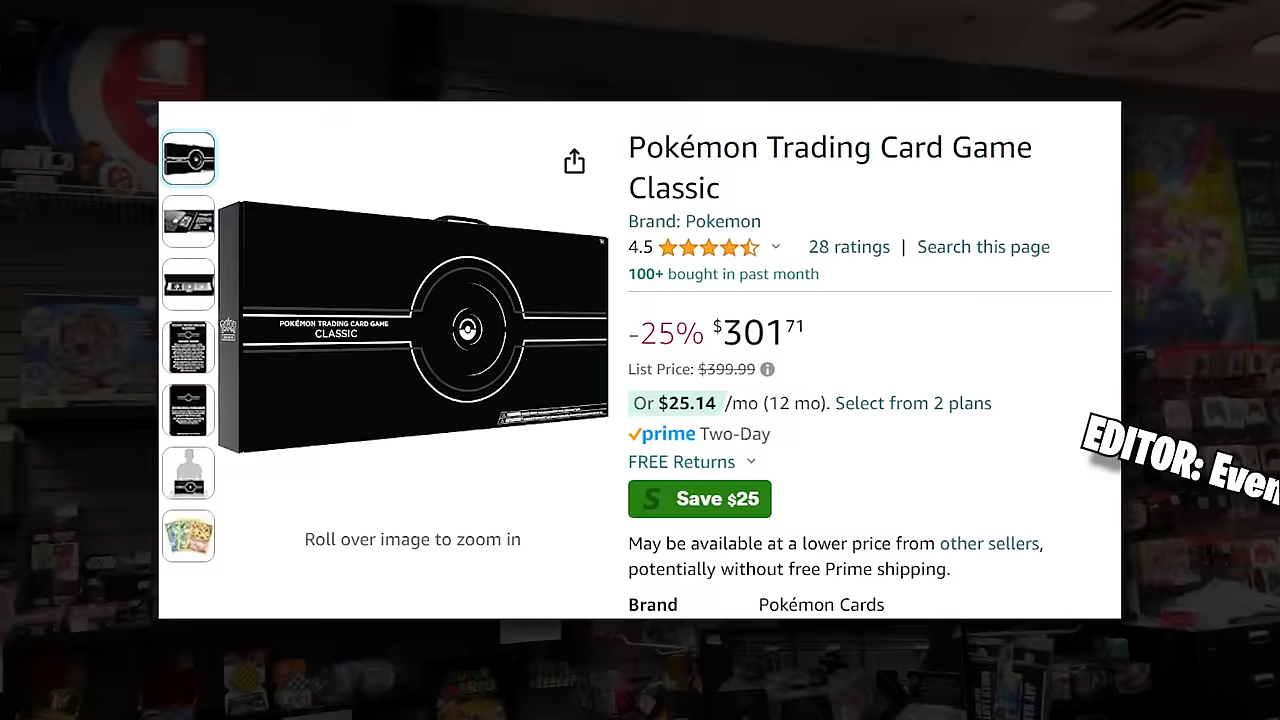 Pokémon Trading Card Game
Classic
Brand: Pokemon
4.5
28 ratings | Search this page
100+ bought in past month
-25% $301 71
List Price: $399.99
Or $25.14 /mo (12 mo). Select from 2 plans
prime Two-Day
FREE Returns
S Save $25
May be available at a lower price from other sellers,
potentially without free Prime shipping.
Brand Pokémon Cards
POKÉMON TRADING CARD GAME
CLASSIC
Roll over image to zoom in
EDITOR: Even